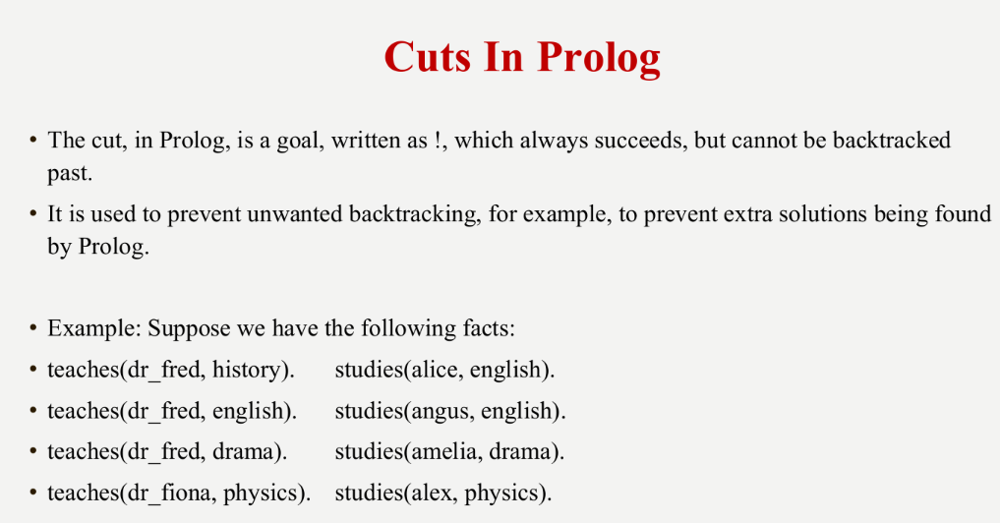 Cuts In Prolog
• The cut, in Prolog, is a goal, written as !, which always succeeds, but cannot be backtracked
past.
• It is used to prevent unwanted backtracking, for example, to prevent extra solutions being found
by Prolog.
• Example: Suppose we have the following facts:
• teaches(dr_fred, history). studies(alice, english).
• teaches(dr_fred, english). studies(angus, english).
• teaches(dr_fred, drama). studies(amelia, drama).
• teaches(dr_fiona, physics). studies(alex, physics).